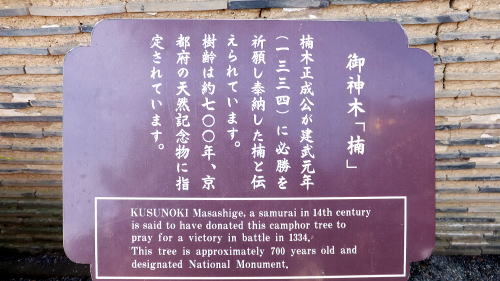 御神木「楠」
楠木正成公が建武元年
（一三三四）に必勝を
祈願し奉納した楠と伝
えられています。
樹齢は約七〇〇年、京
都府の天然記念物に指
定されています。
KUSUNOKI Masashige, a samurai in 14th century
is said to have donated this camphor tree to
pray for a victory in battle in 1334.
This tree is approximately 700 years old and
designated National Monument.